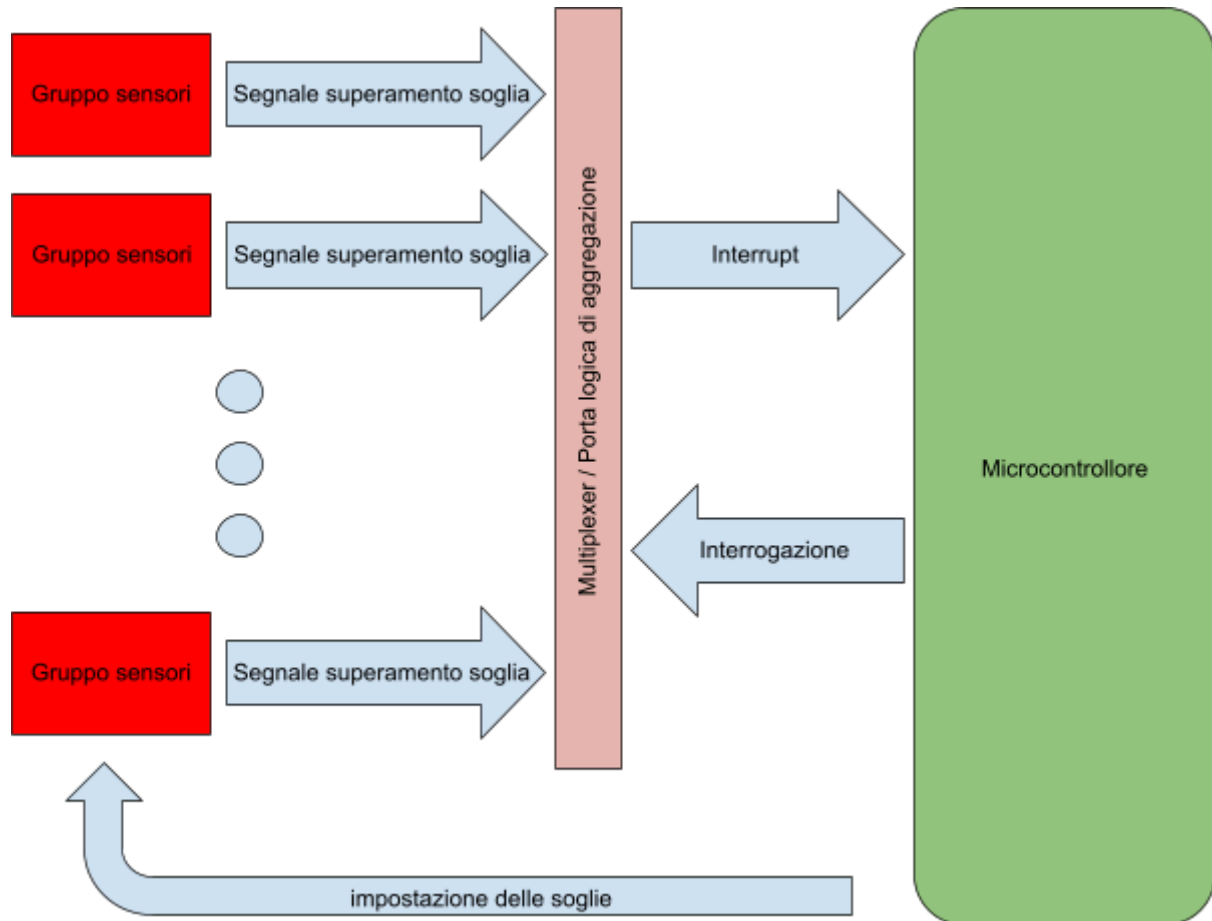 Gruppo sensori
Segnale superamento soglia
Gruppo sensori
Segnale superamento soglia
Multiplexer / Porta logica di aggregazione
Interrupt
Microcontrollore
Interrogazione
Gruppo sensori
Segnale superamento soglia
impostazione delle soglie